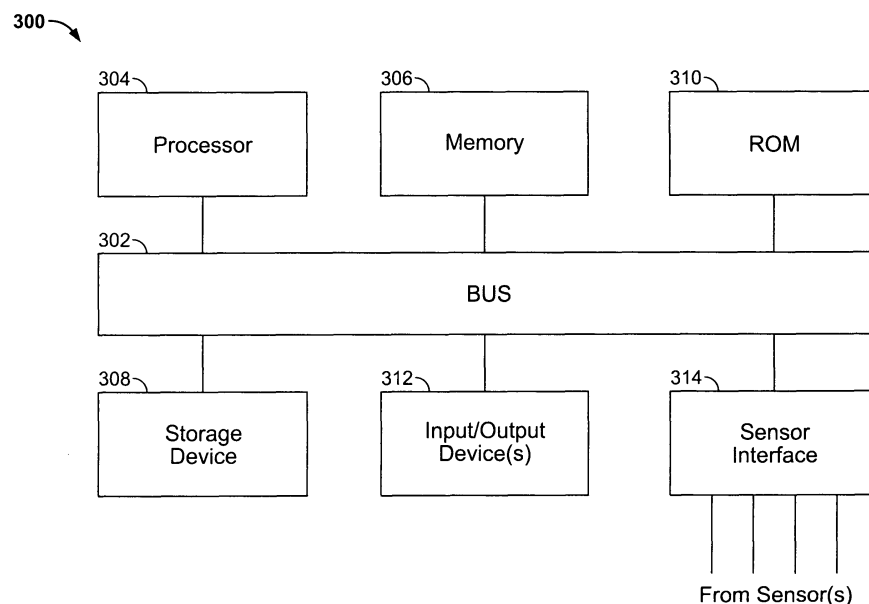 300
304
306
310
Processor
Memory
ROM
302
BUS
308
312
314
Storage
Device
Input/Output
Device(s)
Sensor
Interface
From Sensor(s)